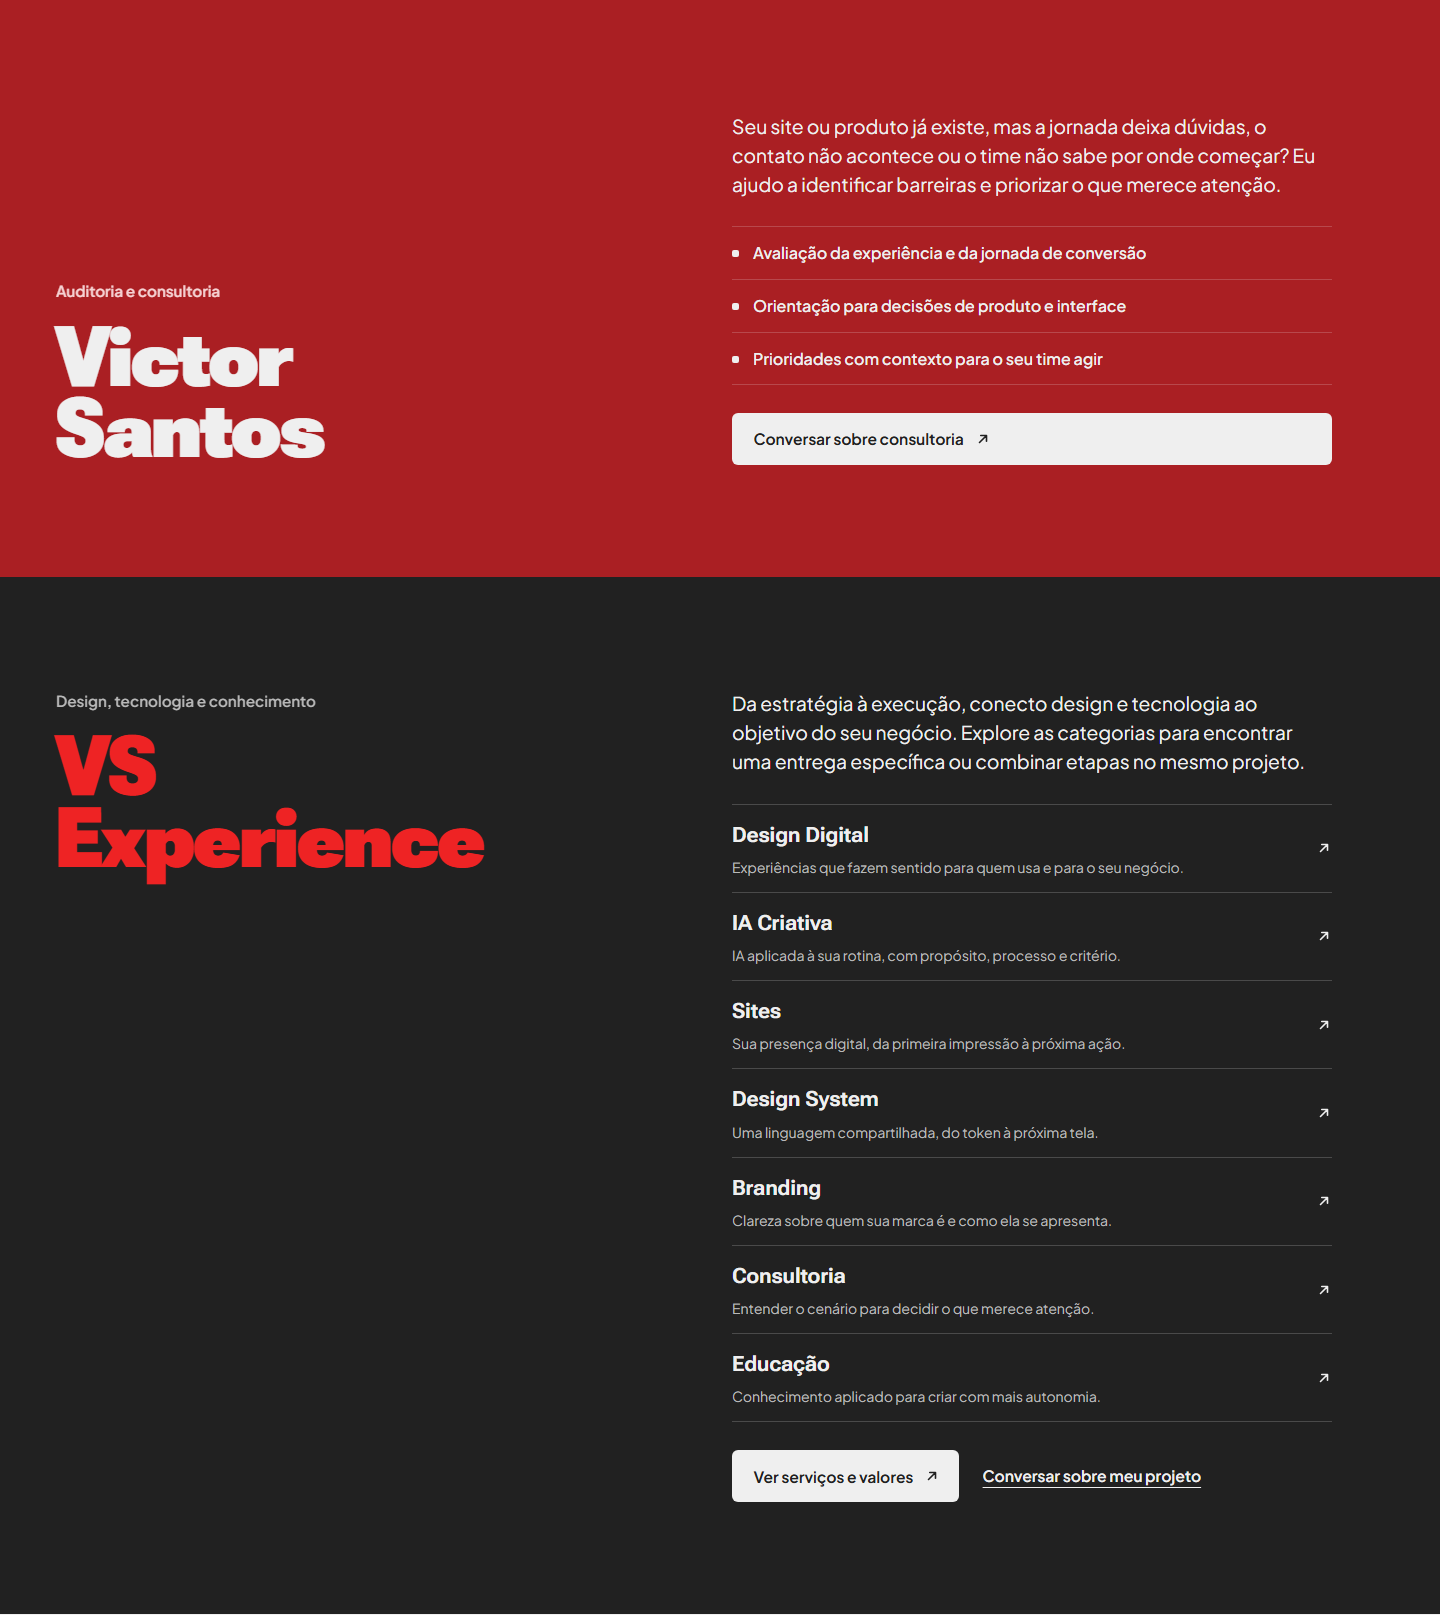 Auditoria e consultoria
Victor
Santos
Seu site ou produto já existe, mas a jornada deixa dúvidas, o
contato não acontece ou o time não sabe por onde começar? Eu
ajudo a identificar barreiras e priorizar o que merece atenção.
Avaliação da experiência e da jornada de conversão
Orientação para decisões de produto e interface
Prioridades com contexto para o seu time agir
Conversar sobre consultoria
Design, tecnologia e conhecimento
VS
Experience
Da estratégia à execução, conecto design e tecnologia ao
objetivo do seu negócio. Explore as categorias para encontrar
uma entrega específica ou combinar etapas no mesmo projeto.
Design Digital
Experiências que fazem sentido para quem usa e para o seu negócio.
IA Criativa
IA aplicada à sua rotina, com propósito, processo e critério.
Sites
Sua presença digital, da primeira impressão à próxima ação.
Design System
Uma linguagem compartilhada, do token à próxima tela.
Branding
Clareza sobre quem sua marca é e como ela se apresenta.
Consultoria
Entender o cenário para decidir o que merece atenção.
Educação
Conhecimento aplicado para criar com mais autonomia.
Ver serviços e valores
Conversar sobre meu projeto